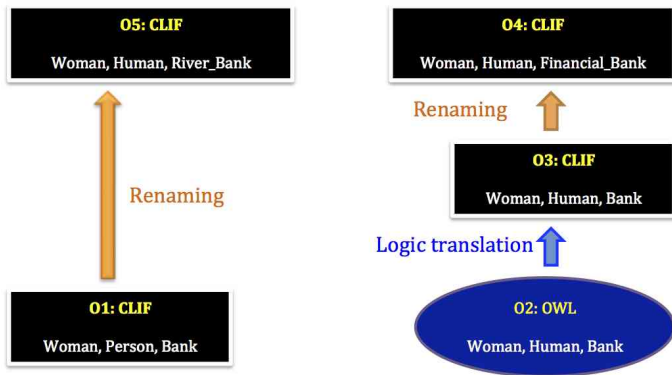 O5: CLIF
Woman, Human, River_Bank
O4: CLIF
Woman, Human, Financial_Bank
Renaming
O3: CLIF
Woman, Human, Bank
Renaming
Logic translation
O1: CLIF
Woman, Person, Bank
O2: OWL
Woman, Human, Bank